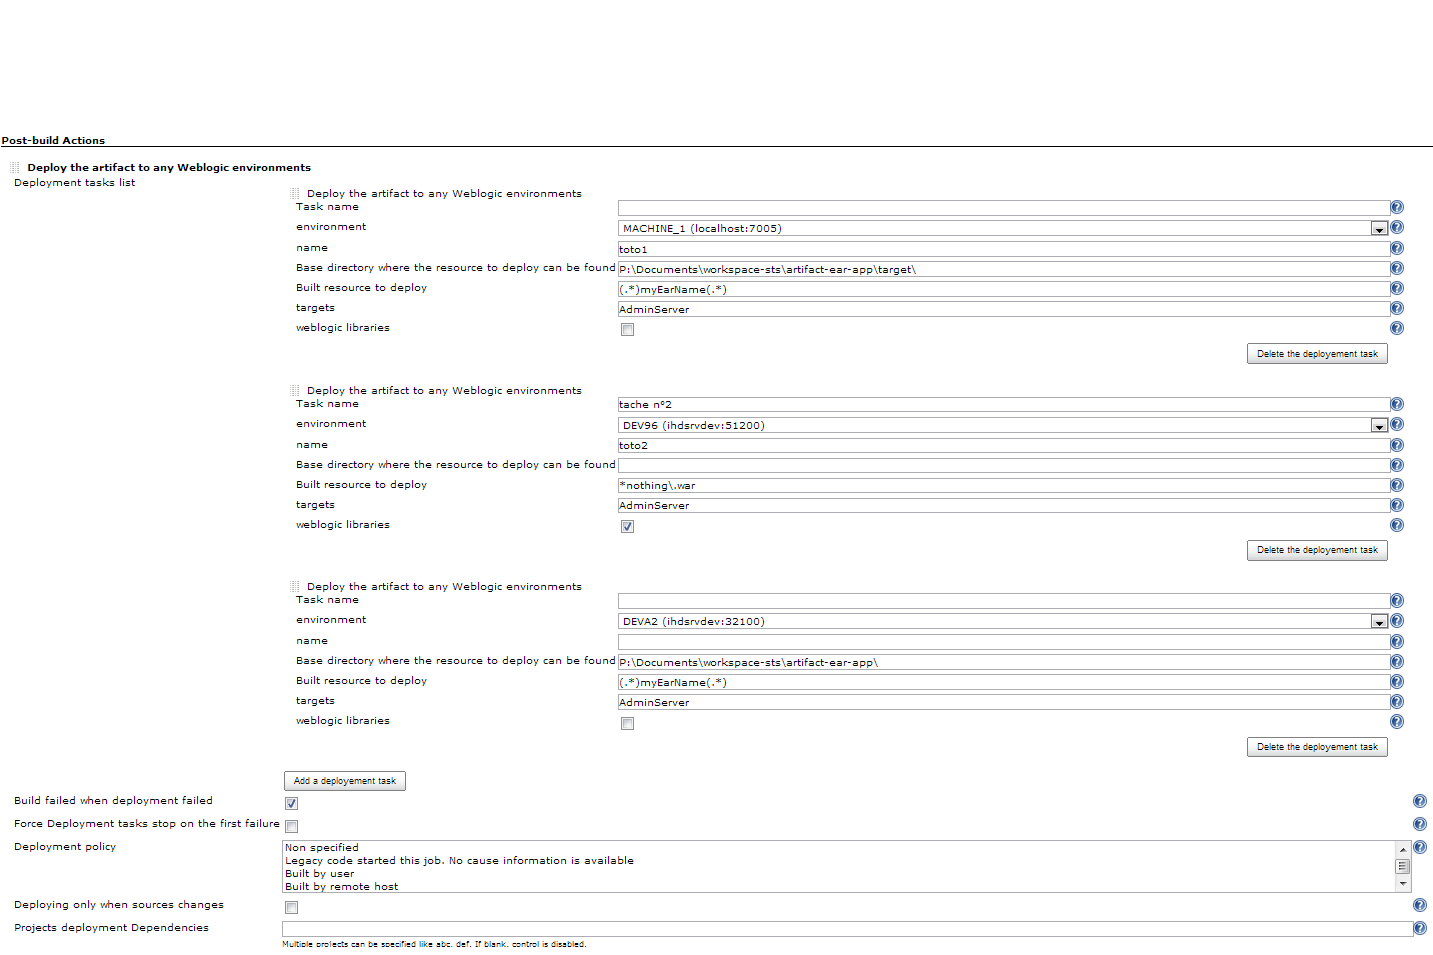 Post-build Actions
Deploy the artifact to any Weblogic environments
Deployment tasks list
Deploy the artifact to any Weblogic environments
Task name
environment MACHINE_1 (localhost:7005)
name toto1
Base directory where the resource to deploy can be found P:\Documents\workspace-sts\artifact-ear-app\target\
Built resource to deploy (.*)myEarName(.*)
targets AdminServer
weblogic libraries
Delete the deployement task
Deploy the artifact to any Weblogic environments
Task name tache n°2
environment DEV96 (ihdsrvdev:51200)
name toto2
Base directory where the resource to deploy can be found
Built resource to deploy *nothing\.war
targets AdminServer
weblogic libraries
Delete the deployement task
Deploy the artifact to any Weblogic environments
Task name
environment DEVA2 (ihdsrvdev:32100)
name
Base directory where the resource to deploy can be found P:\Documents\workspace-sts\artifact-ear-app\
Built resource to deploy (.*)myEarName(.*)
targets AdminServer
weblogic libraries
Delete the deployement task
Add a deployement task
Build failed when deployment failed
Force Deployment tasks stop on the first failure
Deployment policy Non specified
Legacy code started this job. No cause information is available
Built by user
Built by remote host
Deploying only when sources changes
Projects deployment Dependencies
Multiple projects can be specified like abc, def. If blank, control is disabled.